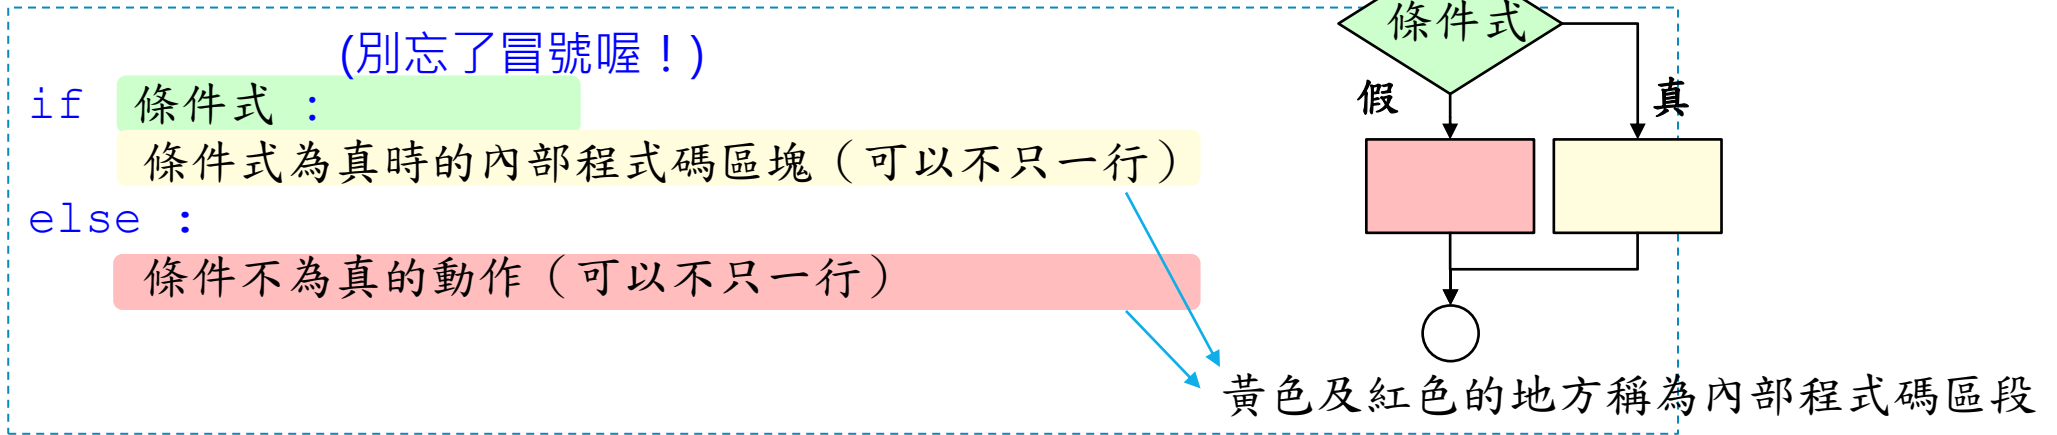 (別忘了冒號喔！)
if 條件式 :
條件式為真時的內部程式碼區塊（可以不只一行）
else :
條件不為真的動作（可以不只一行）
條件式
假
真
黃色及紅色的地方稱為內部程式碼區段